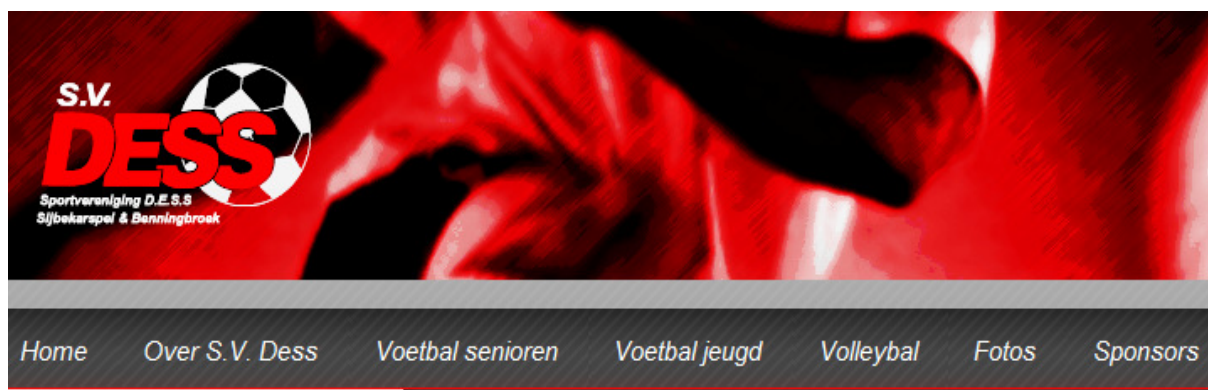 S.V.
DESS
Sportvereniging D.E.S.S
Sijbekarspel & Benningbroek
Home Over S.V. Dess Voetbal senioren Voetbal jeugd Volleybal Fotos Sponsors